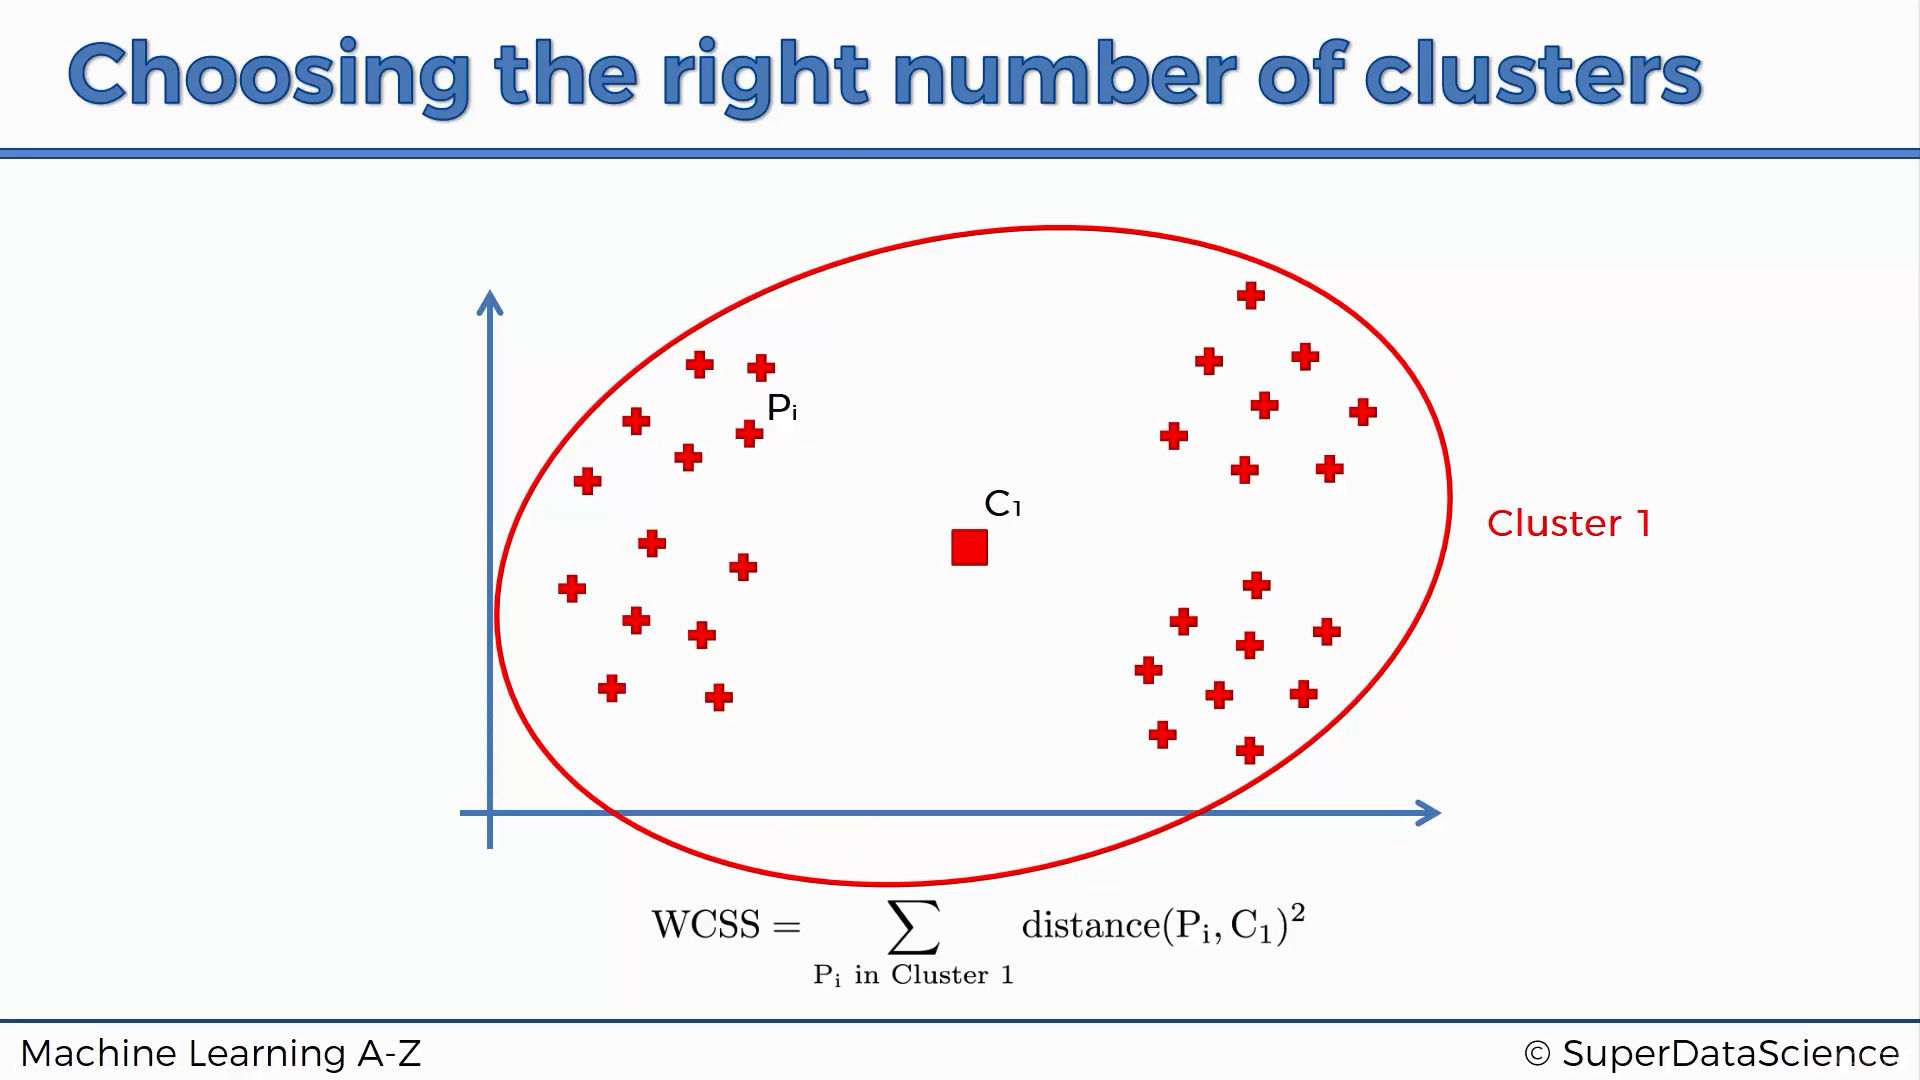 Choosing the right number of clusters
Pᵢ
C₁
Cluster 1
WCSS = ∑ distance(Pᵢ, C₁)²
Pᵢ in Cluster 1
Machine Learning A-Z
© SuperDataScience